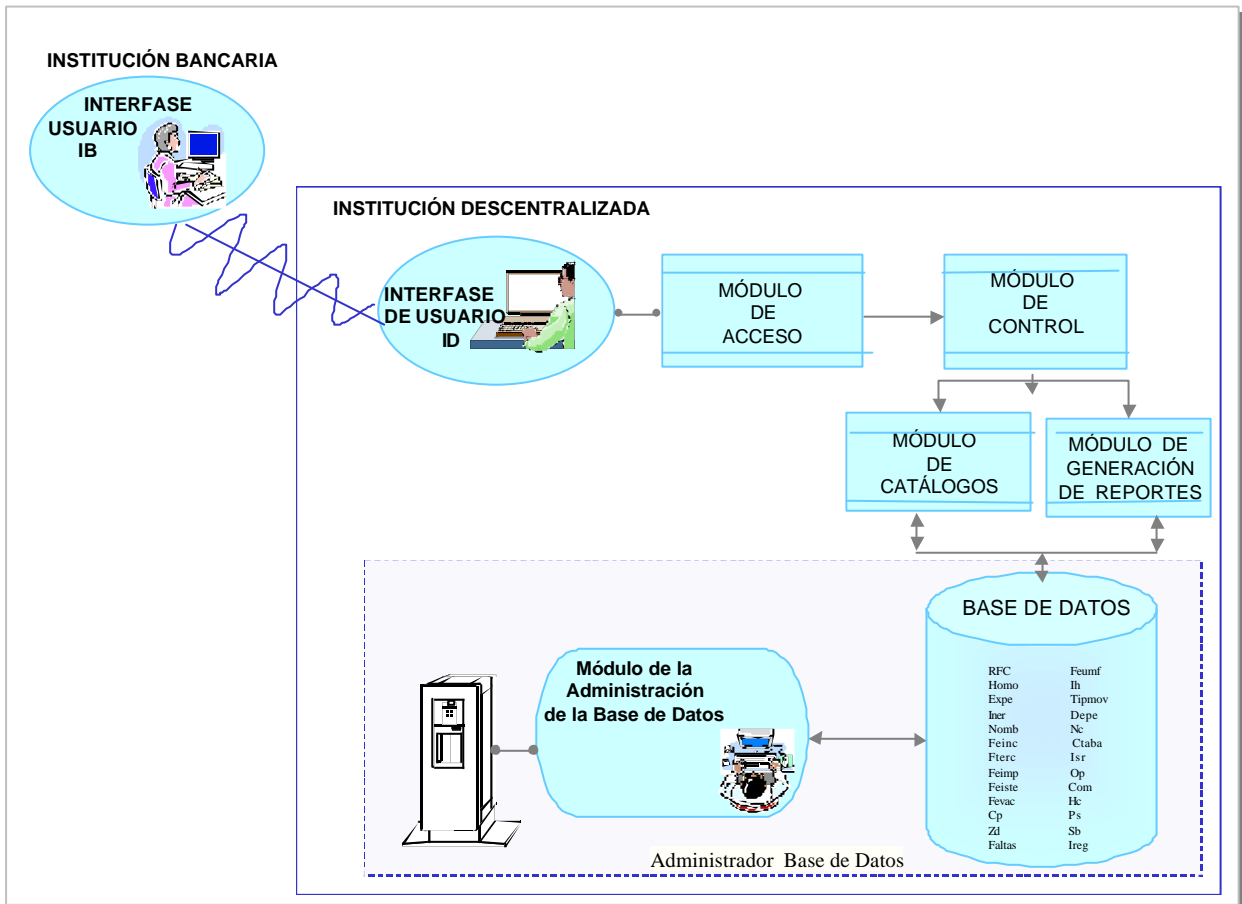 INSTITUCIÓN BANCARIA
INTERFASE
USUARIO
IB
INSTITUCIÓN DESCENTRALIZADA
INTERFASE
DE USUARIO
ID
MÓDULO
DE
ACCESO
MÓDULO
DE
CONTROL
MÓDULO
DE
CATÁLOGOS
MÓDULO DE
GENERACIÓN
DE REPORTES
BASE DE DATOS
RFC Feumf
Homo Ih
Expe Tipmov
Iner Depe
Nomb Nc
Feinc Ctaba
Fterc Isr
Feimp Op
Feiste Com
Fevac Hc
Cp Ps
Zd Sb
Faltas Ireg
Módulo de la
Administración
de la Base de Datos
Administrador Base de Datos